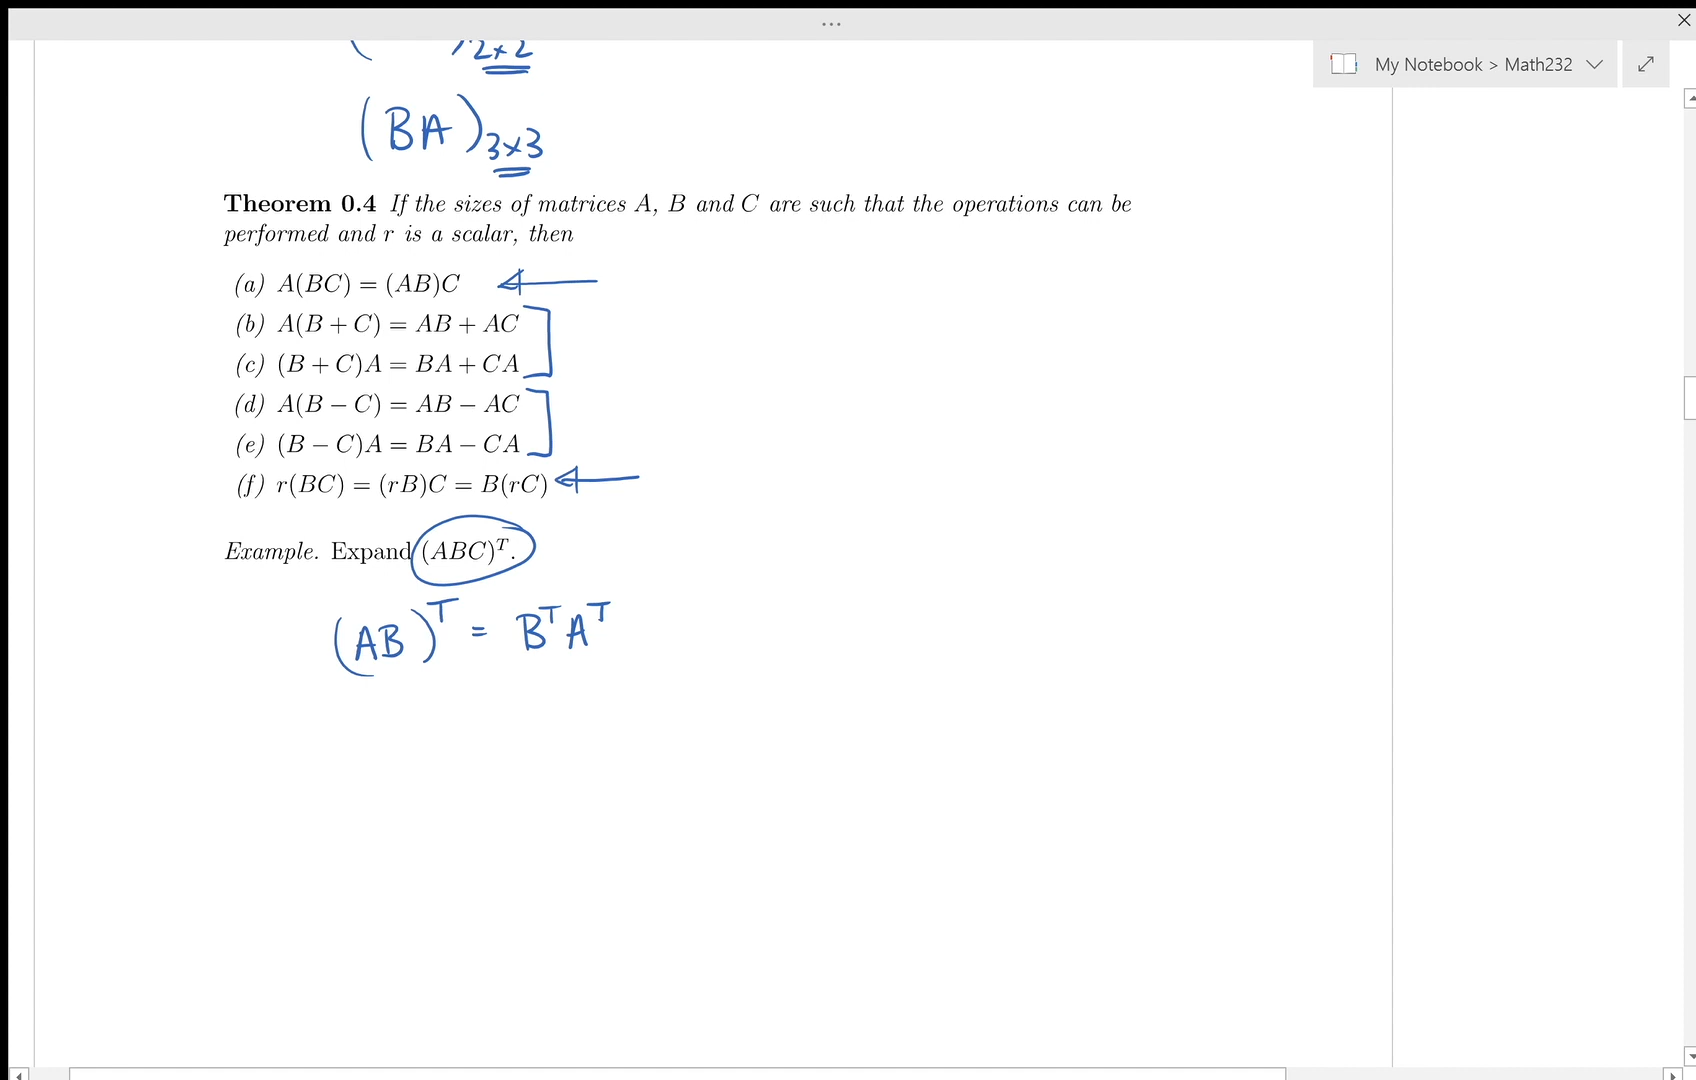 ...
My Notebook > Math232
2×2
(BA)3×3
Theorem 0.4 If the sizes of matrices A, B and C are such that the operations can be
performed and r is a scalar, then
(a) A(BC) = (AB)C
(b) A(B + C) = AB + AC
(c) (B + C)A = BA + CA
(d) A(B − C) = AB − AC
(e) (B − C)A = BA − CA
(f) r(BC) = (rB)C = B(rC)
Example. Expand (ABC)ᵀ.
(AB)ᵀ = BᵀAᵀ